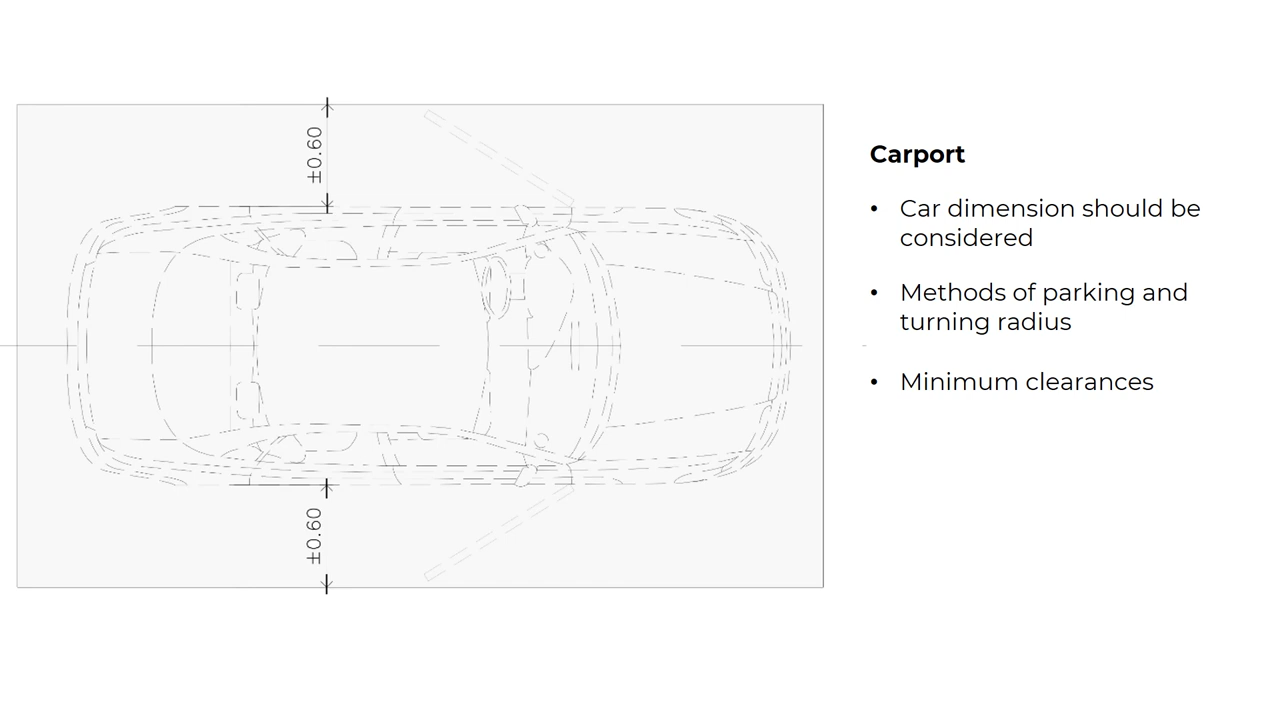 ±0.60
Carport
• Car dimension should be
considered
• Methods of parking and
turning radius
• Minimum clearances
±0.60